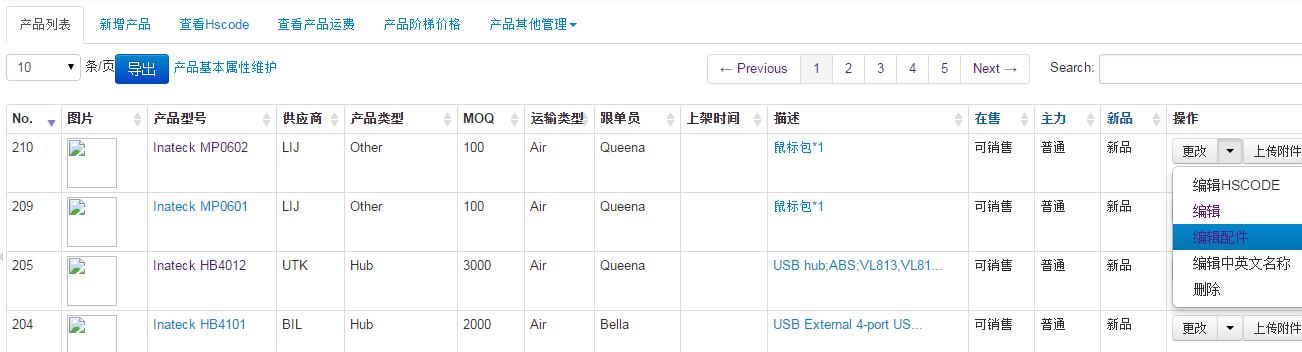 产品列表 新增产品 查看Hscode 查看产品运费 产品阶梯价格 产品其他管理
10 条/页 导出 产品基本属性维护 ← Previous 1 2 3 4 5 Next → Search:
No. 图片 产品型号 供应商 产品类型 MOQ 运输类型 跟单员 上架时间 描述 在售 主力 新品 操作
210 Inateck MP0602 LIJ Other 100 Air Queena 鼠标包*1 可销售 普通 新品 更改 上传附件
编辑HSCODE
209 Inateck MP0601 LIJ Other 100 Air Queena 鼠标包*1 可销售 普通 新品 编辑
编辑配件
205 Inateck HB4012 UTK Hub 3000 Air Queena USB hub;ABS;VL813,VL81... 可销售 普通 新品 编辑中英文名称
删除
204 Inateck HB4101 BIL Hub 2000 Air Bella USB External 4-port US... 可销售 普通 新品 更改 上传附件